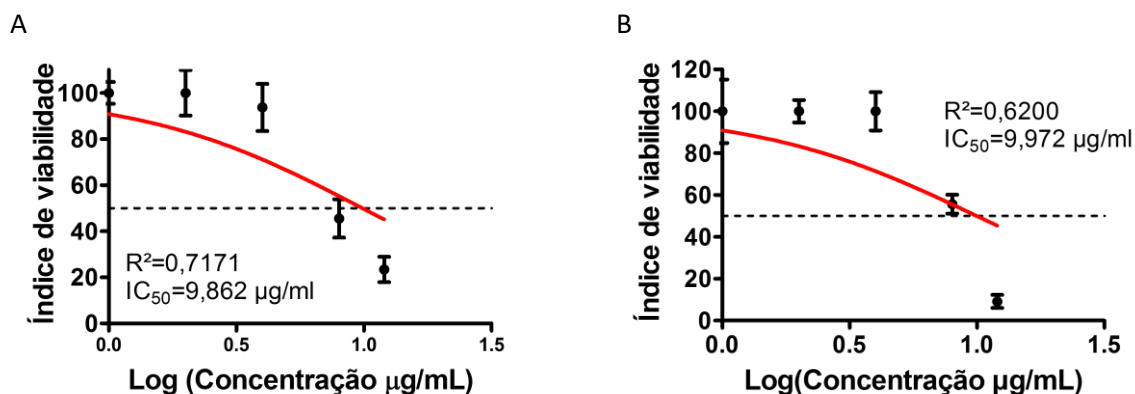 A
Índice de viabilidade
100
80
60
40
20
0
R²=0,7171
IC₅₀=9,862 µg/ml
0.0
0.5
1.0
1.5
Log (Concentração µg/mL)
B
Índice de viabilidade
120
100
80
60
40
20
0
R²=0,6200
IC₅₀=9,972 µg/ml
0.0
0.5
1.0
1.5
Log(Concentração µg/mL)